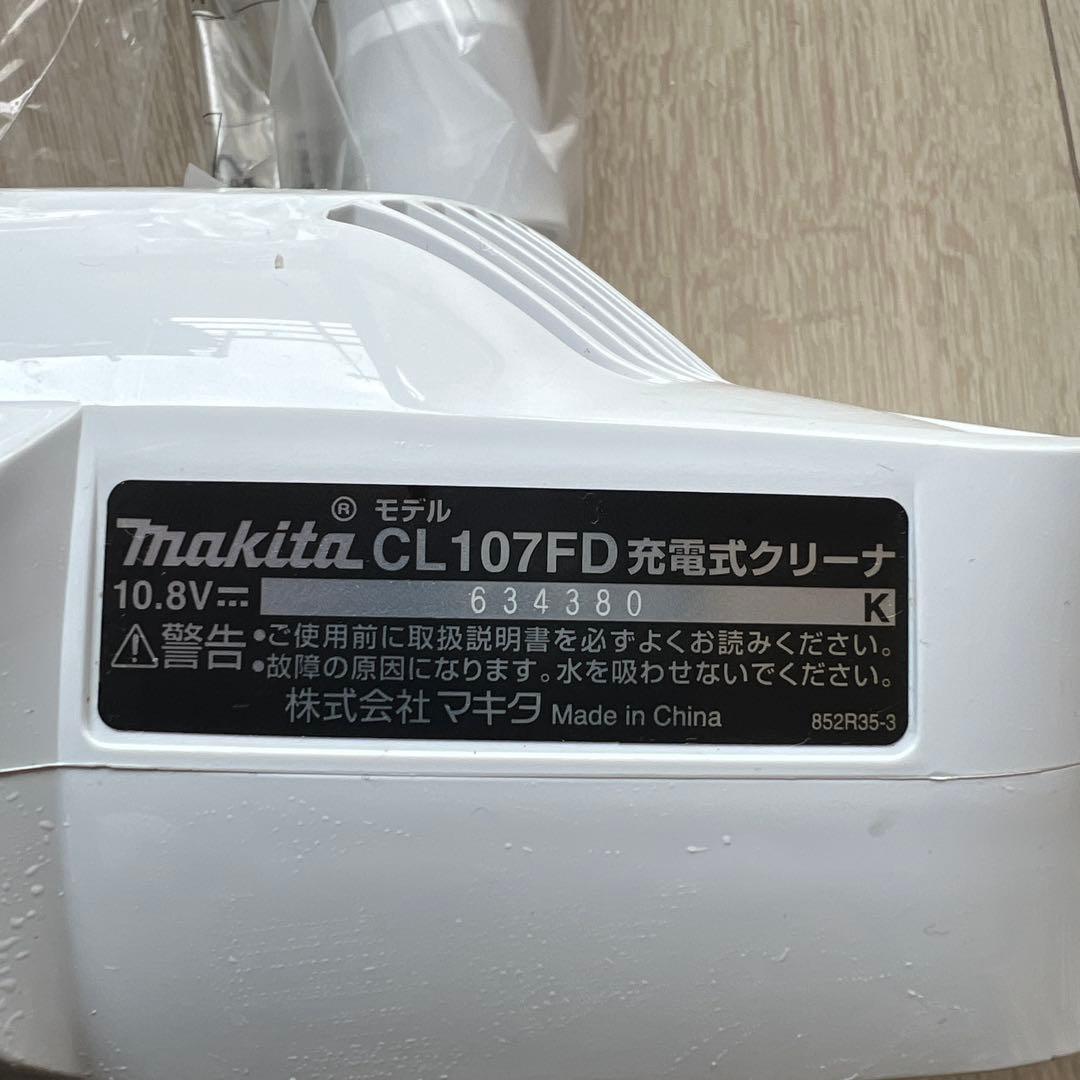 makita® モデル CL107FD 充電式クリーナ
10.8V⎓ 634380 K
⚠警告 •ご使用前に取扱説明書を必ずよくお読みください。
•故障の原因になります。水を吸わせないでください。
株式会社 マキタ Made in China 852R35-3